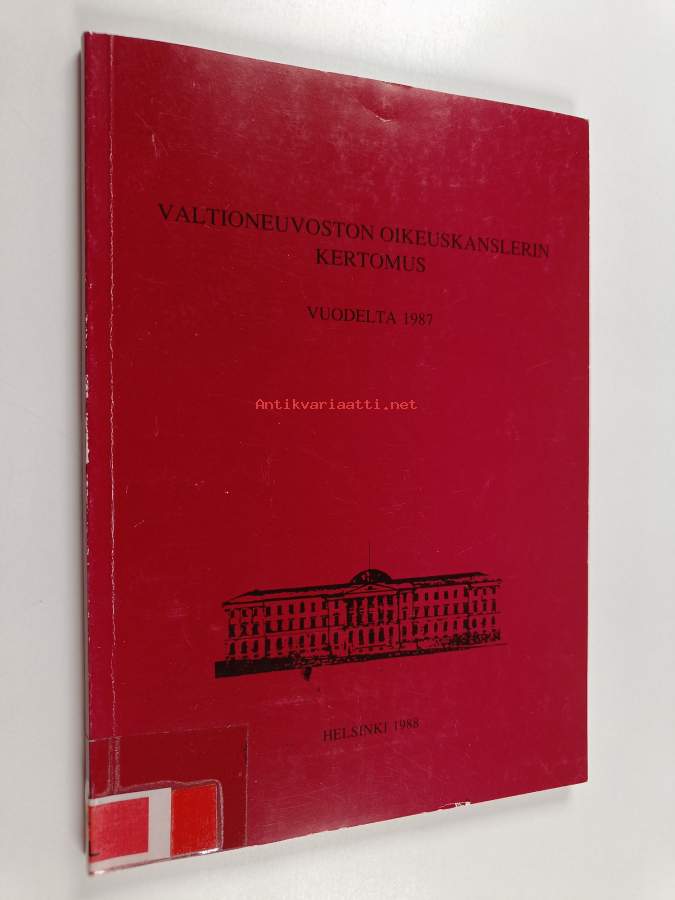 VALTIONEUVOSTON OIKEUSKANSLERIN
KERTOMUS
VUODELTA 1987
Antikvariaatti.net
HELSINKI 1988